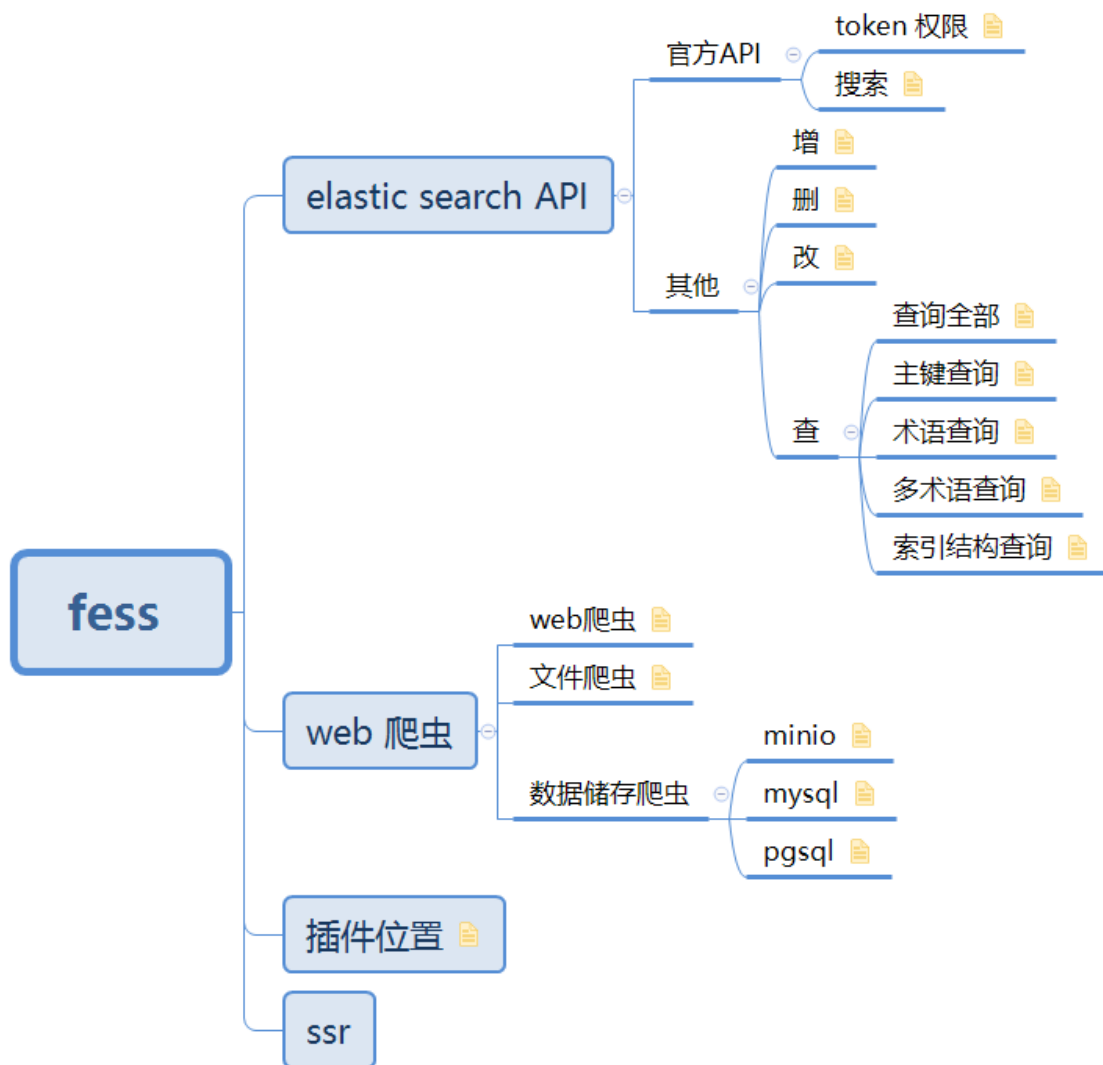 fess
elastic search API
官方API
token 权限
搜索
其他
增
删
改
查
查询全部
主键查询
术语查询
多术语查询
索引结构查询
web 爬虫
web爬虫
文件爬虫
数据储存爬虫
minio
mysql
pgsql
插件位置
ssr